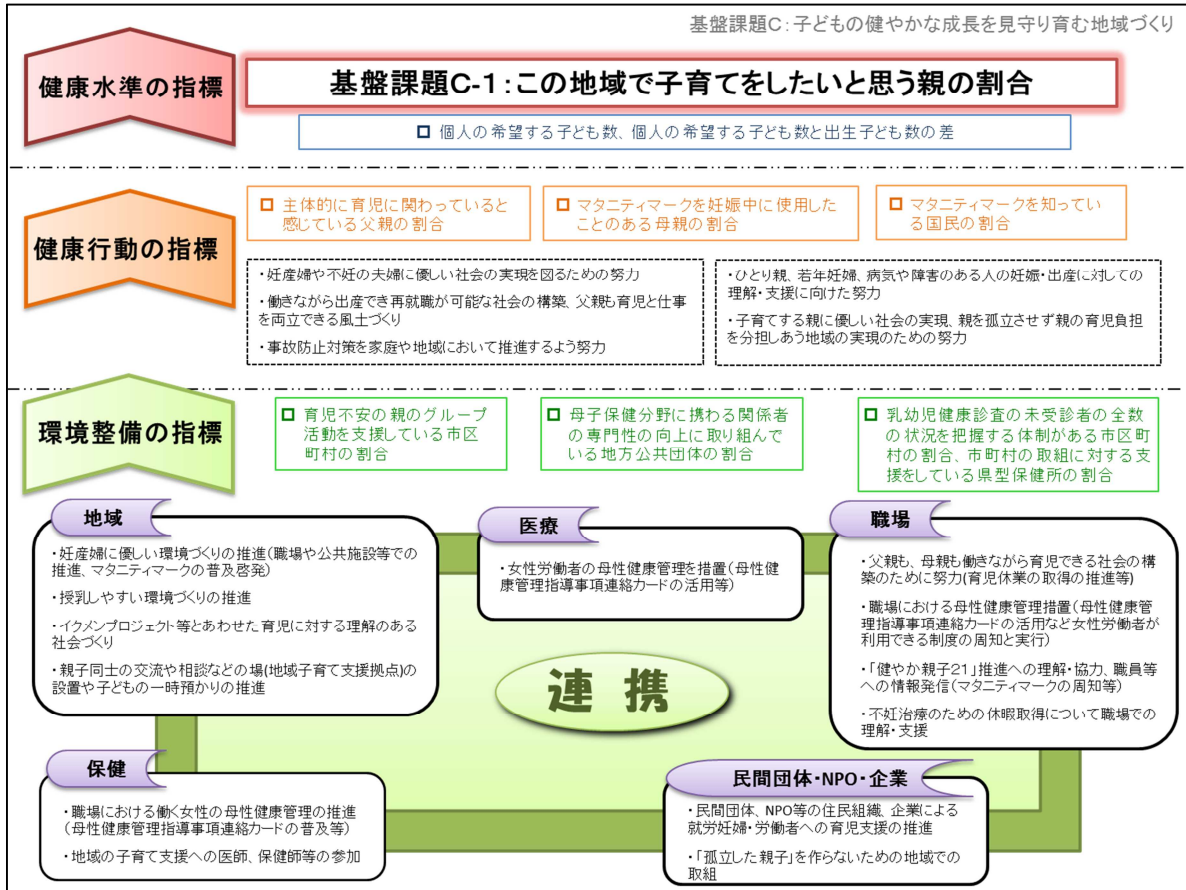 基盤課題C:子どもの健やかな成長を見守り育む地域づくり
健康水準の指標
基盤課題C-1:この地域で子育てをしたいと思う親の割合
□ 個人の希望する子ども数、個人の希望する子ども数と出生子ども数の差
健康行動の指標
□ 主体的に育児に関わっていると
感じている父親の割合
□ マタニティマークを妊娠中に使用した
ことのある母親の割合
□ マタニティマークを知ってい
る国民の割合
・妊産婦や不妊の夫婦に優しい社会の実現を図るための努力
・働きながら出産でき再就職が可能な社会の構築、父親も育児と仕事
を両立できる風土づくり
・事故防止対策を家庭や地域において推進するよう努力
・ひとり親、若年妊婦、病気や障害のある人の妊娠・出産に対しての
理解・支援に向けた努力
・子育てする親に優しい社会の実現、親を孤立させず親の育児負担
を分担しあう地域の実現のための努力
環境整備の指標
□ 育児不安の親のグループ
活動を支援している市区
町村の割合
□ 母子保健分野に携わる関係者
の専門性の向上に取り組んで
いる地方公共団体の割合
□ 乳幼児健康診査の未受診者の全数
の状況を把握する体制がある市区町
村の割合、市町村の取組に対する支
援をしている県型保健所の割合
地域
・妊産婦に優しい環境づくりの推進(職場や公共施設等での
推進、マタニティマークの普及啓発)
・授乳しやすい環境づくりの推進
・イクメンプロジェクト等とあわせた育児に対する理解のある
社会づくり
・親子同士の交流や相談などの場(地域子育て支援拠点)の
設置や子どもの一時預かりの推進
医療
・女性労働者の母性健康管理を措置(母性健
康管理指導事項連絡カードの活用等)
職場
・父親も、母親も働きながら育児できる社会の構
築のために努力(育児休業の取得の推進等)
・職場における母性健康管理措置(母性健康管
理指導事項連絡カードの活用など女性労働者が
利用できる制度の周知と実行)
・「健やか親子21」推進への理解・協力、職員等
への情報発信(マタニティマークの周知等)
・不妊治療のための休暇取得について職場での
理解・支援
連携
保健
・職場における働く女性の母性健康管理の推進
(母性健康管理指導事項連絡カードの普及等)
・地域の子育て支援への医師、保健師等の参加
民間団体・NPO・企業
・民間団体、NPO等の住民組織、企業による
就労妊婦・労働者への育児支援の推進
・「孤立した親子」を作らないための地域での
取組